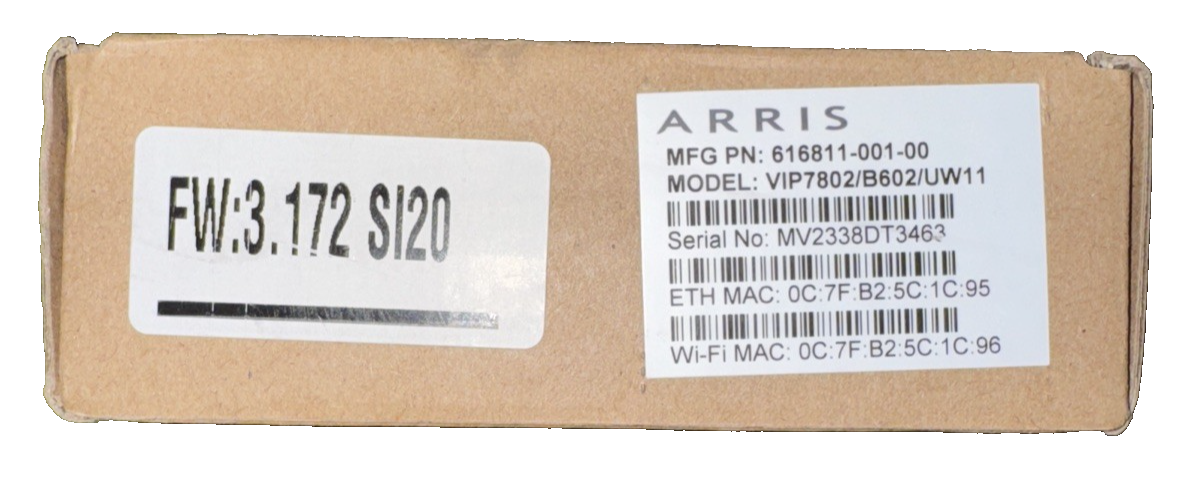 FW:3.172 SI20
ARRIS
MFG PN: 616811-001-00
MODEL: VIP7802/B602/UW11
Serial No: MV2338DT3463
ETH MAC: 0C:7F:B2:5C:1C:95
Wi-Fi MAC: 0C:7F:B2:5C:1C:96